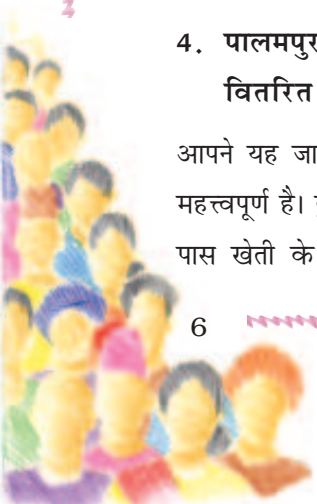 4. पालमपुर
वितरित
आपने यह जा
महत्त्वपूर्ण है।
पास खेती के
6